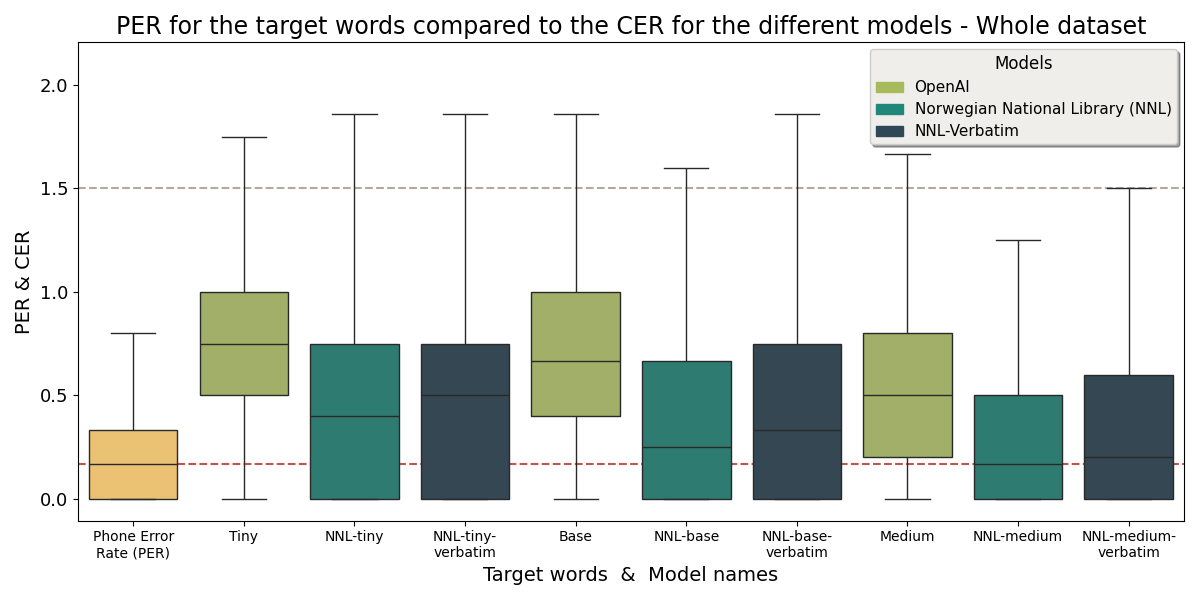 PER for the target words compared to the CER for the different models - Whole dataset
Models
OpenAI
Norwegian National Library (NNL)
NNL-Verbatim
PER & CER
2.0
1.5
1.0
0.5
0.0
Phone Error
Rate (PER)
Tiny
NNL-tiny
NNL-tiny-
verbatim
Base
NNL-base
NNL-base-
verbatim
Medium
NNL-medium
NNL-medium-
verbatim
Target words & Model names